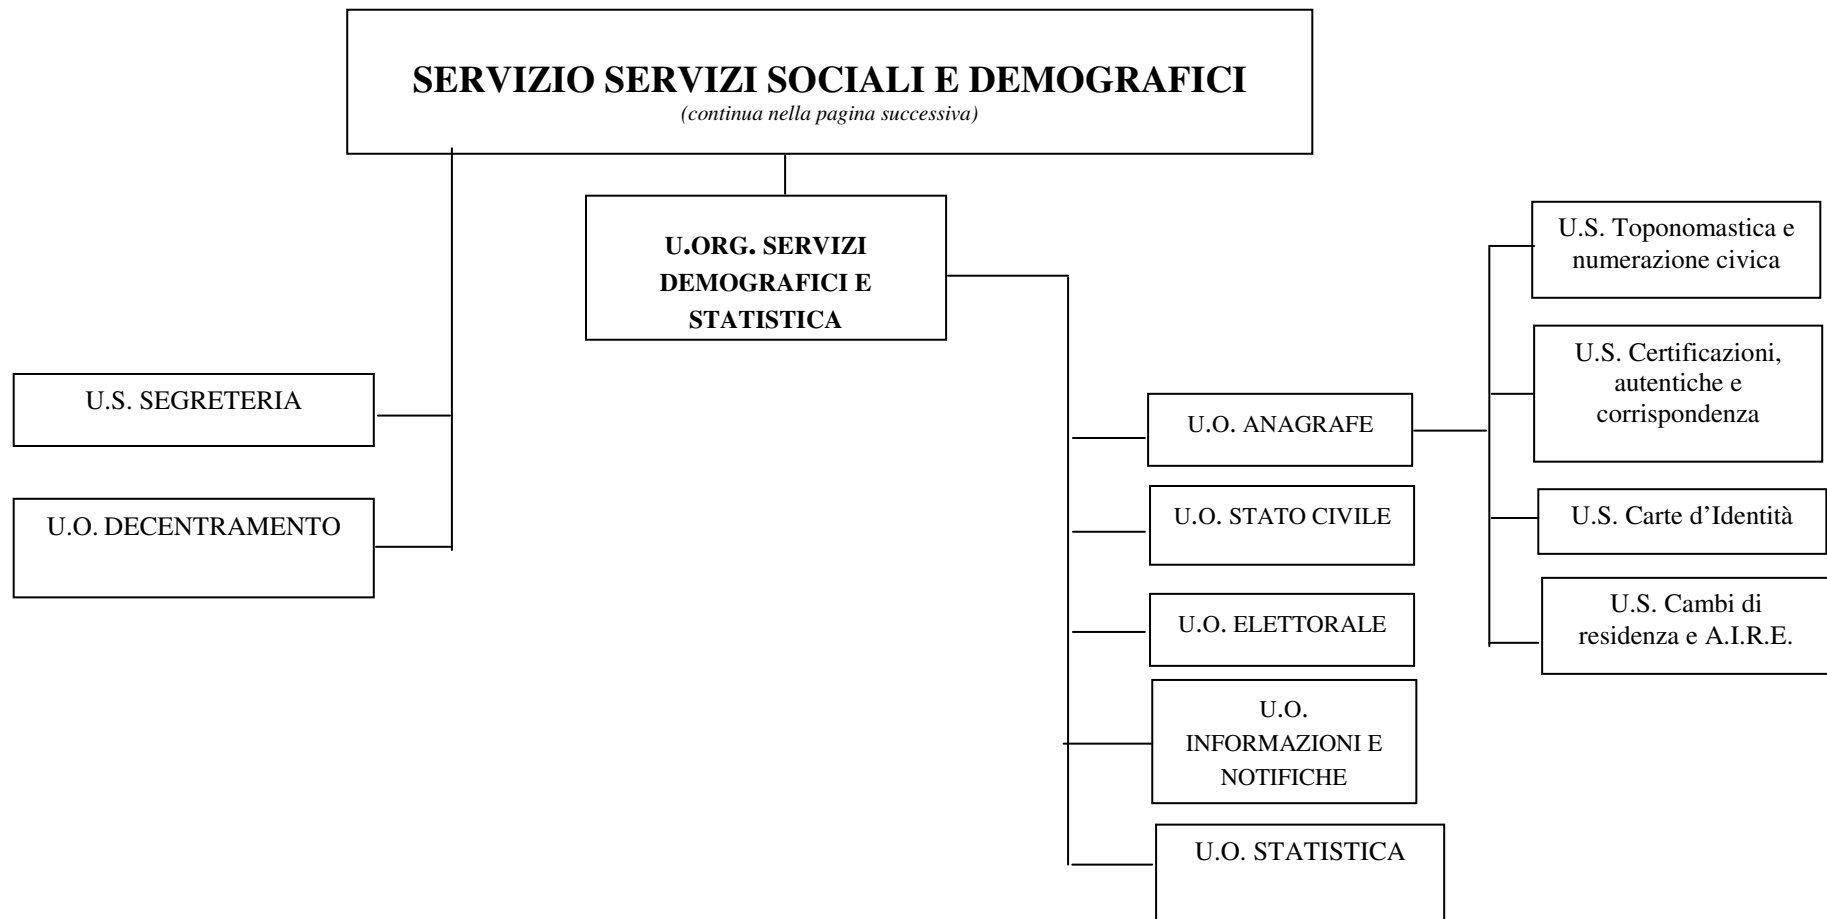 SERVIZIO SERVIZI SOCIALI E DEMOGRAFICI
(continua nella pagina successiva)
U.ORG. SERVIZI
DEMOGRAFICI E
STATISTICA
U.S. SEGRETERIA
U.O. DECENTRAMENTO
U.O. ANAGRAFE
U.O. STATO CIVILE
U.O. ELETTORALE
U.O.
INFORMAZIONI E
NOTIFICHE
U.O. STATISTICA
U.S. Toponomastica e
numerazione civica
U.S. Certificazioni,
autentiche e
corrispondenza
U.S. Carte d’Identità
U.S. Cambi di
residenza e A.I.R.E.